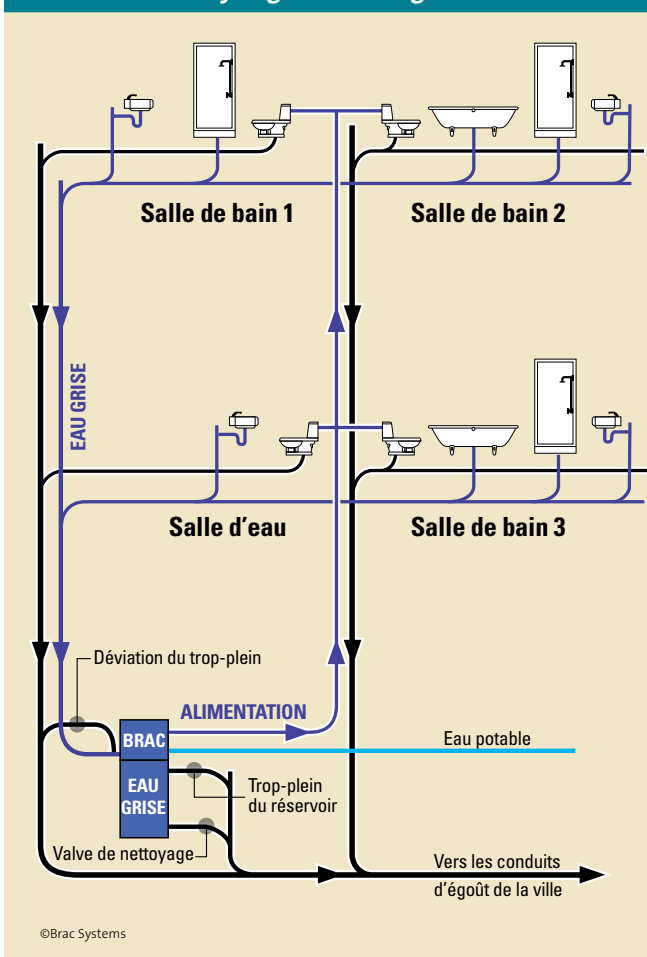 Salle de bain 1
Salle de bain 2
EAU GRISE
Salle d'eau
Salle de bain 3
Déviation du trop-plein
ALIMENTATION
BRAC
Eau potable
EAU
GRISE
Trop-plein
du réservoir
Valve de nettoyage
Vers les conduits
d'égoût de la ville
©Brac Systems